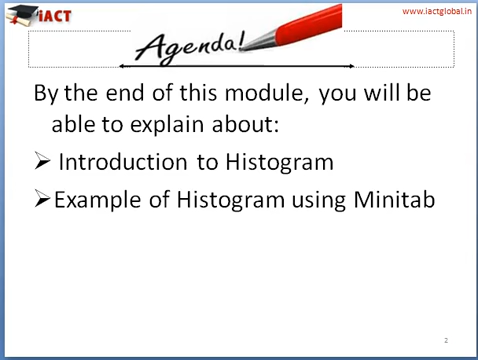 iACT
www.iactglobal.in
Agenda!
By the end of this module, you will be
able to explain about:
Introduction to Histogram
Example of Histogram using Minitab
2